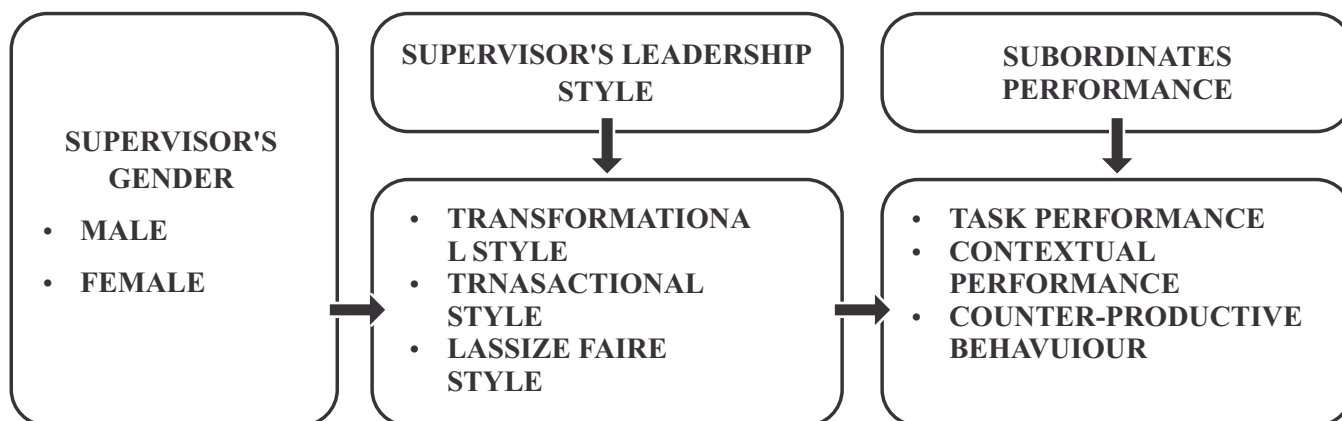 SUPERVISOR'S
GENDER
• MALE
• FEMALE
SUPERVISOR'S LEADERSHIP
STYLE
• TRANSFORMATIONA
L STYLE
• TRNASACTIONAL
STYLE
• LASSIZE FAIRE
STYLE
SUBORDINATES
PERFORMANCE
• TASK PERFORMANCE
• CONTEXTUAL
PERFORMANCE
• COUNTER-PRODUCTIVE
BEHAVUIOUR